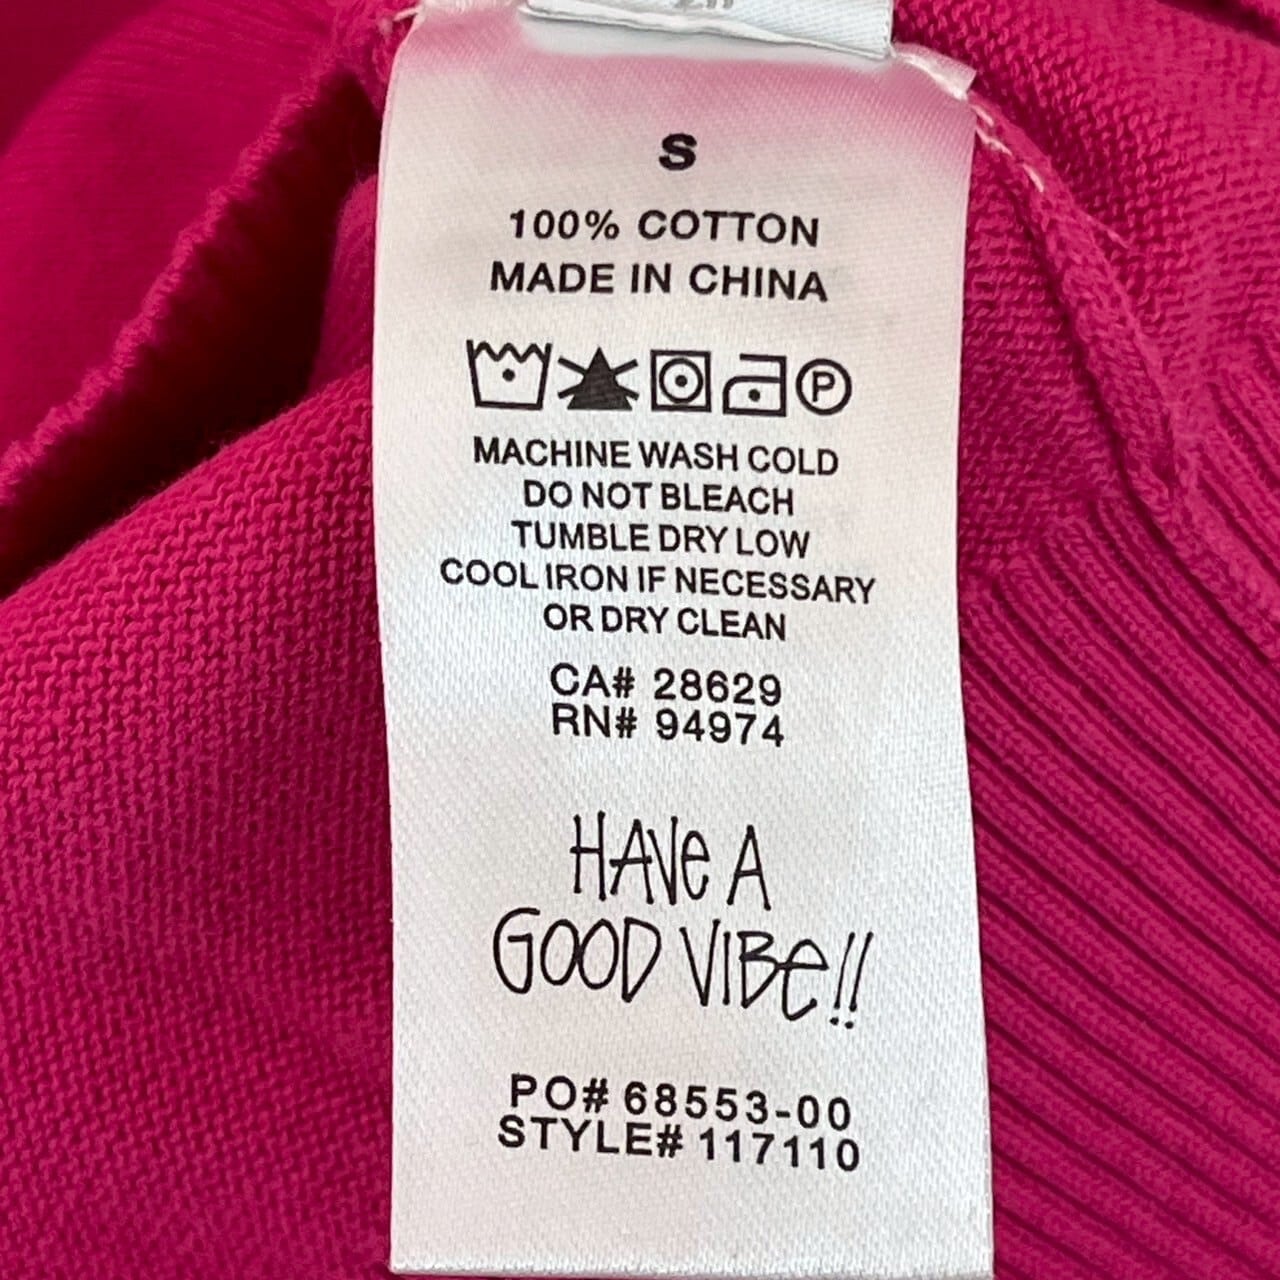 S
100% COTTON
MADE IN CHINA
P
MACHINE WASH COLD
DO NOT BLEACH
TUMBLE DRY LOW
COOL IRON IF NECESSARY
OR DRY CLEAN
CA# 28629
RN# 94974
HAVe A
GOOD VIBe!!
PO# 68553-00
STYLE# 117110